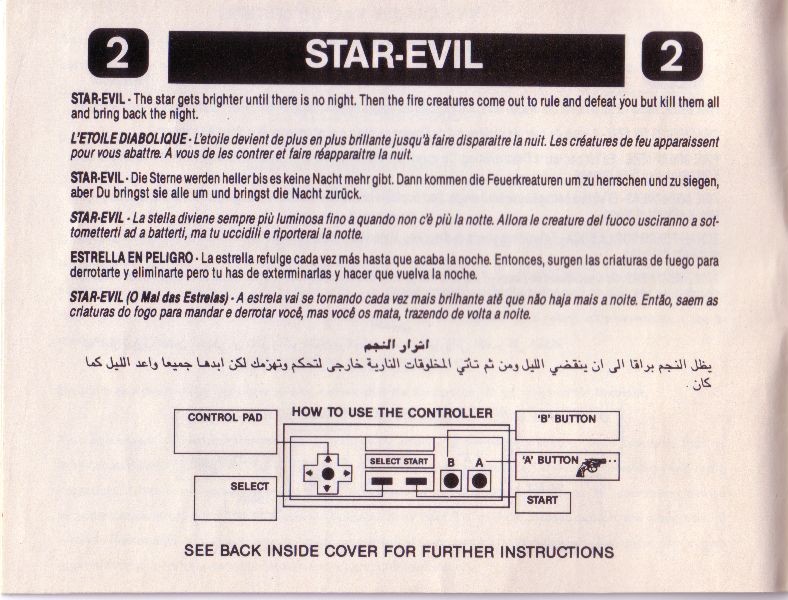 2 STAR-EVIL 2
STAR-EVIL - The star gets brighter until there is no night. Then the fire creatures come out to rule and defeat you but kill them all
and bring back the night.
L'ETOILE DIABOLIQUE - L'etoile devient de plus en plus brillante jusqu'à faire disparaitre la nuit. Les créatures de feu apparaissent
pour vous abattre. A vous de les contrer et faire réapparaitre la nuit.
STAR-EVIL - Die Sterne werden heller bis es keine Nacht mehr gibt. Dann kommen die Feuerkreaturen um zu herrschen und zu siegen,
aber Du bringst sie alle um und bringst die Nacht zurück.
STAR-EVIL - La stella diviene sempre più luminosa fino a quando non c'è più la notte. Allora le creature del fuoco usciranno a sot-
tometterti ad a batterti, ma tu uccidili e riporterai la notte.
ESTRELLA EN PELIGRO - La estrella refulge cada vez más hasta que acaba la noche. Entonces, surgen las criaturas de fuego para
derrotarte y eliminarte pero tu has de exterminarlas y hacer que vuelva la noche.
STAR-EVIL (O Mal das Estrelas) - A estrela vai se tornando cada vez mais brilhante atê que não haja mais a noite. Então, saem as
criaturas do fogo para mandar e derrotar você, mas você os mata, trazendo de volta a noite.
اشرار النجم
يظل النجم براقا الى ان ينقضي الليل ومن ثم تأتي المخلوقات النارية خارجى لتحكم وتهزمك لكن ابدها جميعا واعد الليل كما
كان .
HOW TO USE THE CONTROLLER
CONTROL PAD
'B' BUTTON
SELECT START
B A
'A' BUTTON
SELECT
START
SEE BACK INSIDE COVER FOR FURTHER INSTRUCTIONS